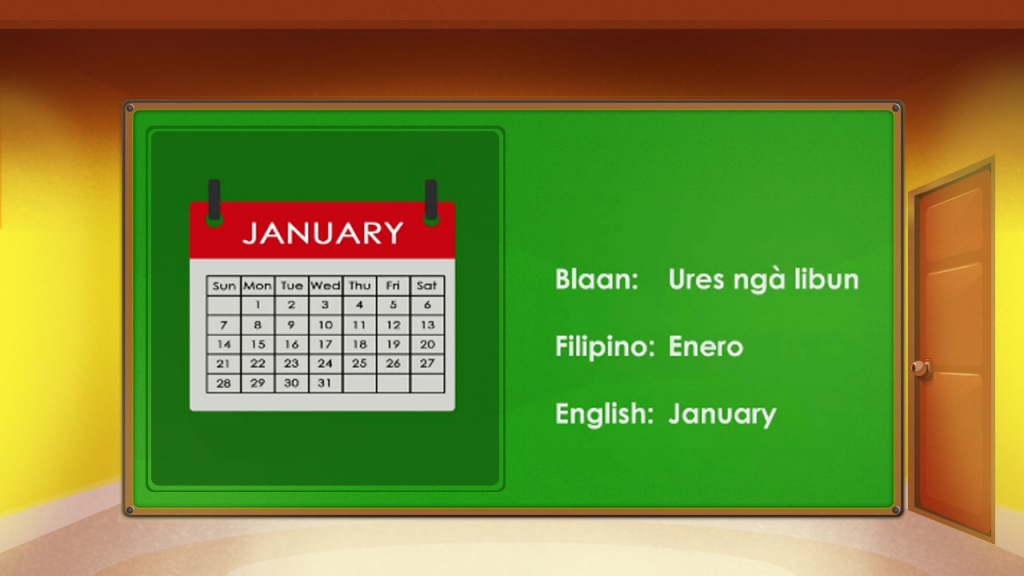 JANUARY
Sun Mon Tue Wed Thu Fri Sat
1 2 3 4 5 6
7 8 9 10 11 12 13
14 15 16 17 18 19 20
21 22 23 24 25 26 27
28 29 30 31
Blaan: Ures ngà libun
Filipino: Enero
English: January